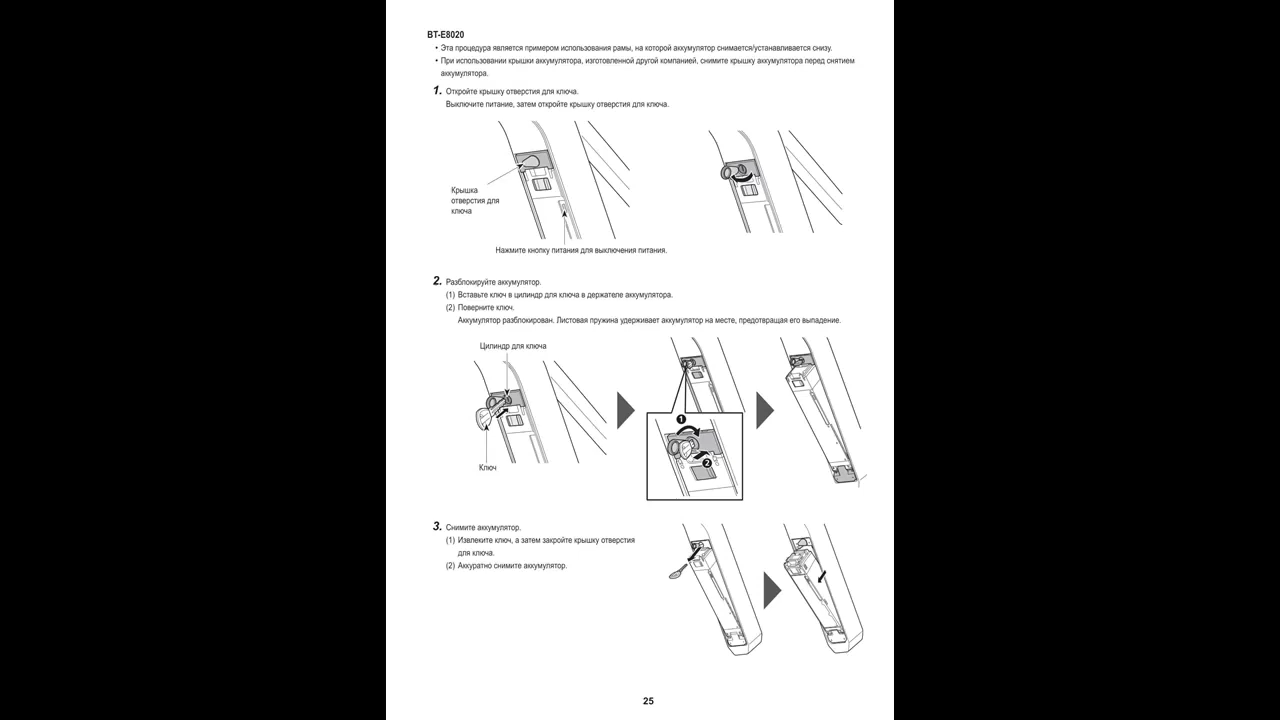 BT-E8020
• Эта процедура является примером использования рамы, на которой аккумулятор снимается/устанавливается снизу.
• При использовании крышки аккумулятора, изготовленной другой компанией, снимите крышку аккумулятора перед снятием
аккумулятора.
1. Откройте крышку отверстия для ключа.
Выключите питание, затем откройте крышку отверстия для ключа.
Крышка
отверстия для
ключа
Нажмите кнопку питания для выключения питания.
2. Разблокируйте аккумулятор.
(1) Вставьте ключ в цилиндр для ключа в держателе аккумулятора.
(2) Поверните ключ.
Аккумулятор разблокирован. Листовая пружина удерживает аккумулятор на месте, предотвращая его выпадение.
Цилиндр для ключа
1
2
Ключ
3. Снимите аккумулятор.
(1) Извлеките ключ, а затем закройте крышку отверстия
для ключа.
(2) Аккуратно снимите аккумулятор.
25